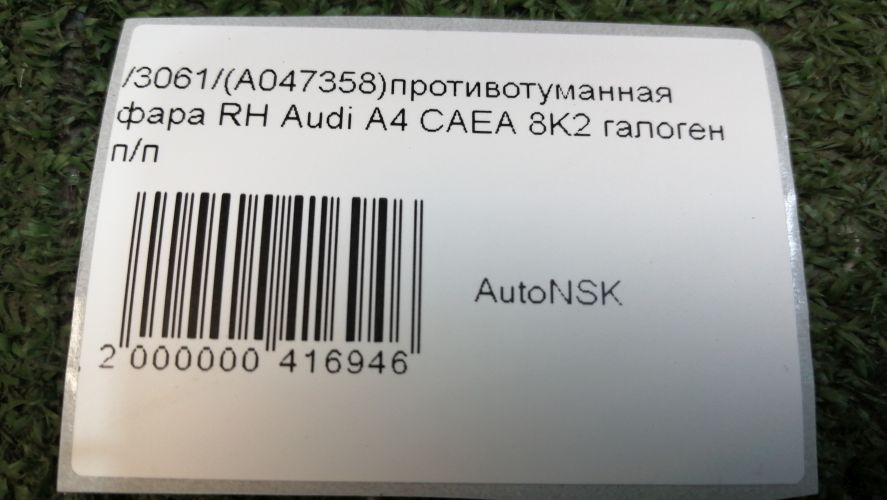 /3061/(A047358)противотуманная
фара RH Audi A4 CAEA 8K2 галоген
п/п
AutoNSK
2 000000 416946